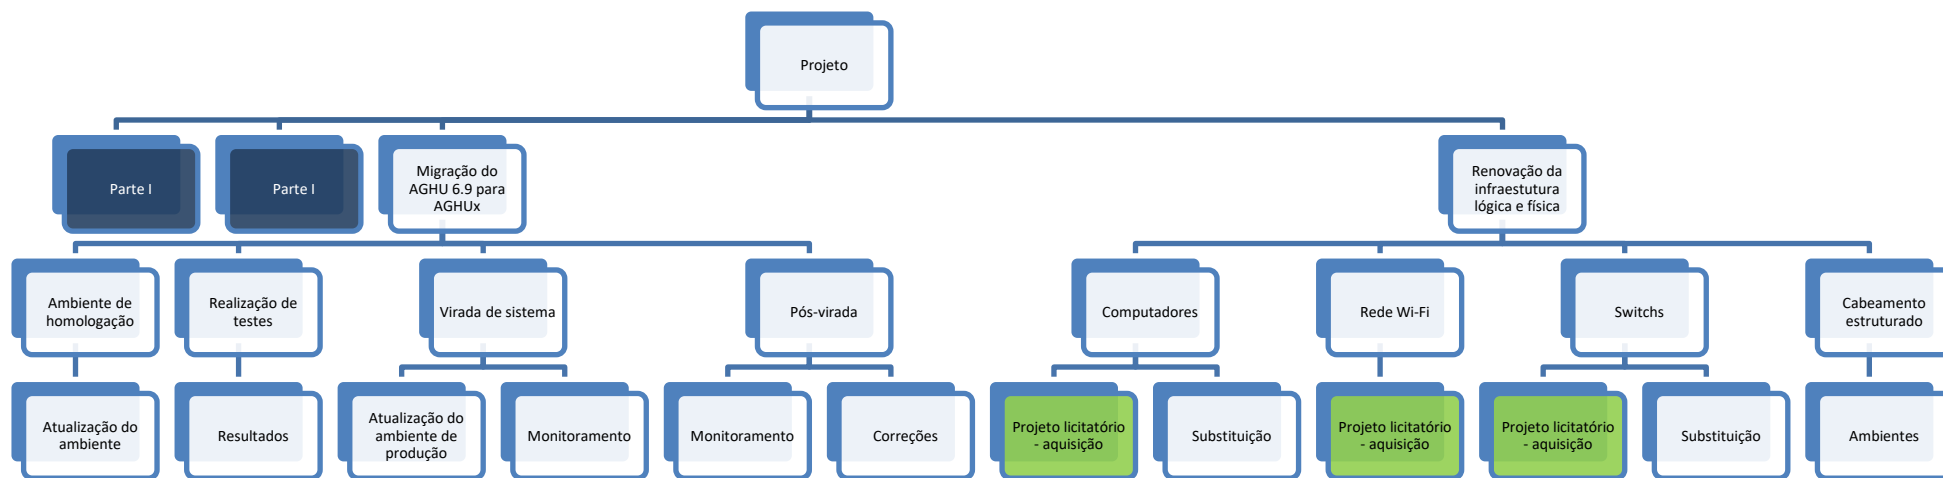 Projeto
Parte I
Parte I
Migração do
AGHU 6.9 para
AGHUx
Renovação da
infraestutura
lógica e física
Ambiente de
homologação
Realização de
testes
Virada de sistema
Pós-virada
Computadores
Rede Wi-Fi
Switchs
Cabeamento
estruturado
Atualização do
ambiente
Resultados
Atualização do
ambiente de
produção
Monitoramento
Monitoramento
Correções
Projeto licitatório
- aquisição
Substituição
Projeto licitatório
- aquisição
Projeto licitatório
- aquisição
Substituição
Ambientes